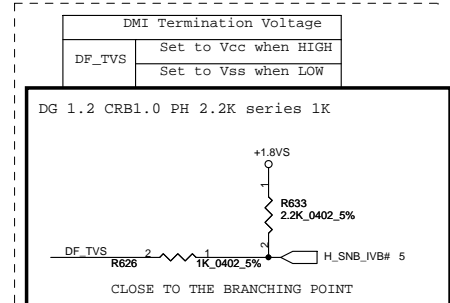 DMI Termination Voltage
DF_TVS
Set to Vcc when HIGH
Set to Vss when LOW
DG 1.2 CRB1.0 PH 2.2K series 1K
+1.8VS
1
R633
2.2K_0402_5%
2
DF_TVS
R626
2
1
1K_0402_5%
H_SNB_IVB# 5
CLOSE TO THE BRANCHING POINT